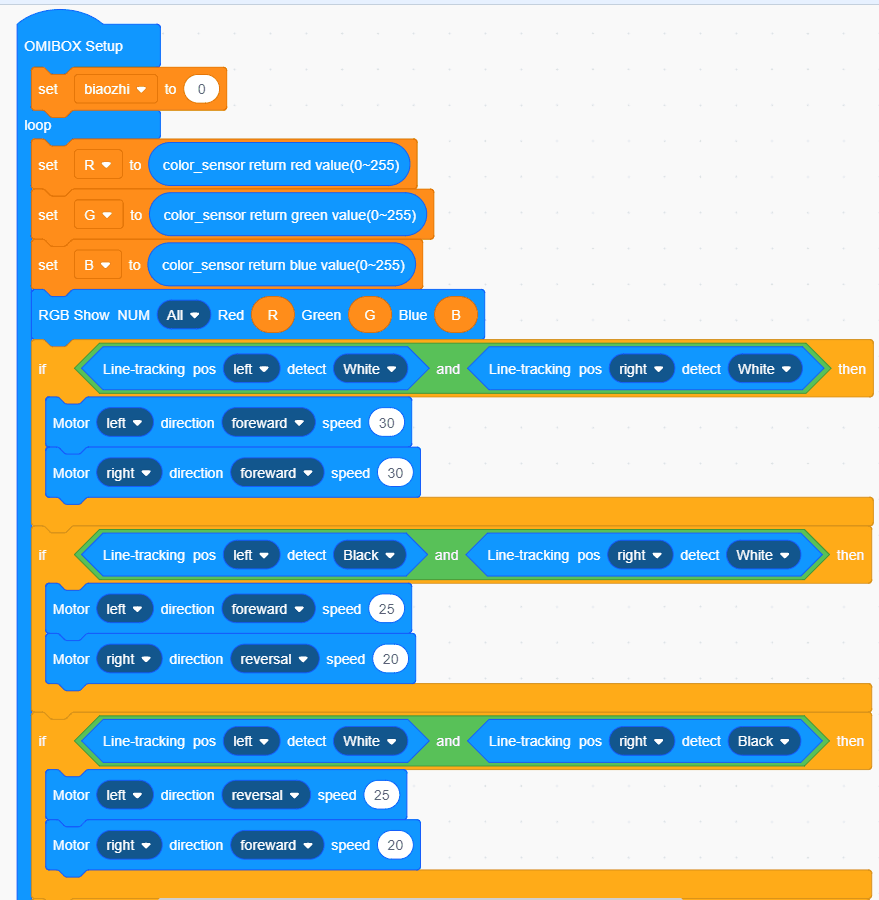 OMIBOX Setup
set biaozhi to 0
loop
set R to color_sensor return red value(0~255)
set G to color_sensor return green value(0~255)
set B to color_sensor return blue value(0~255)
RGB Show NUM All Red R Green G Blue B
if Line-tracking pos left detect White and Line-tracking pos right detect White then
Motor left direction foreward speed 30
Motor right direction foreward speed 30
if Line-tracking pos left detect Black and Line-tracking pos right detect White then
Motor left direction foreward speed 25
Motor right direction reversal speed 20
if Line-tracking pos left detect White and Line-tracking pos right detect Black then
Motor left direction reversal speed 25
Motor right direction foreward speed 20